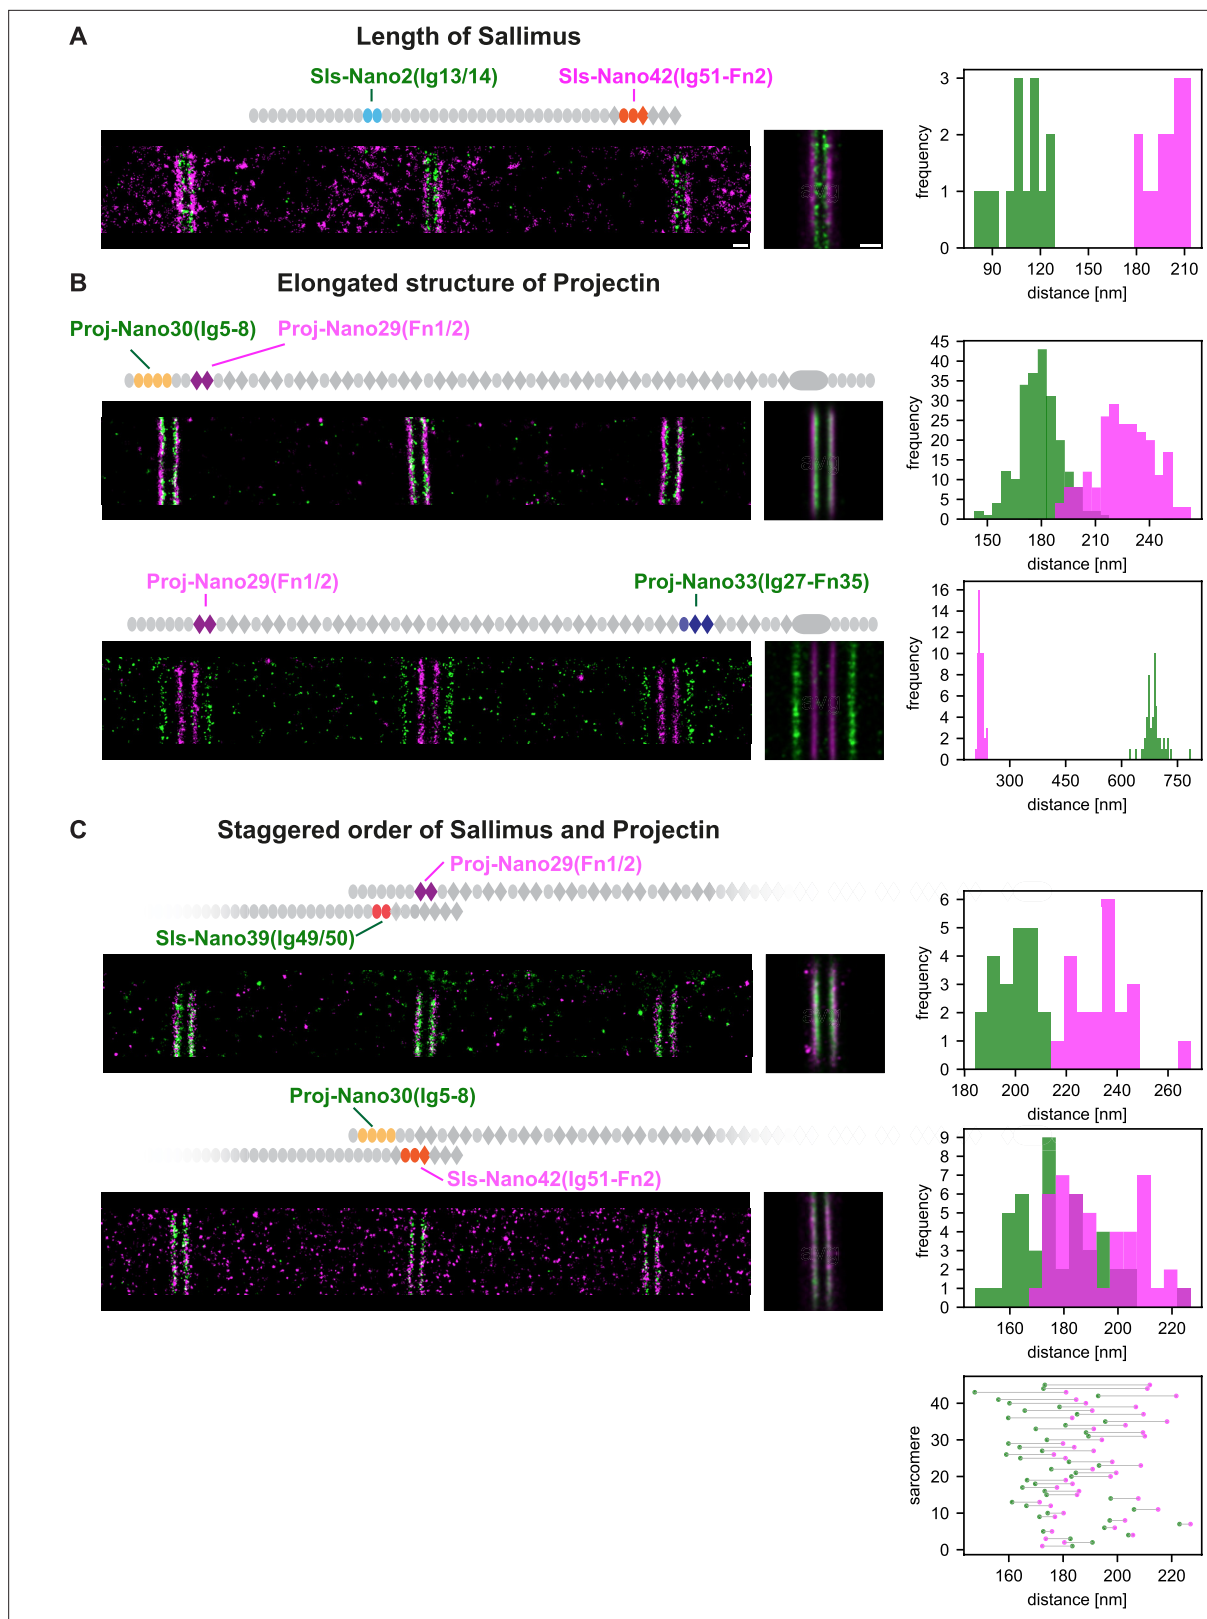 A
Length of Sallimus
Sls-Nano2(Ig13/14)
Sls-Nano42(Ig51-Fn2)
avg
frequency
3
2
1
0
90 120 150 180 210
distance [nm]
B
Elongated structure of Projectin
Proj-Nano30(Ig5-8)
Proj-Nano29(Fn1/2)
avg
frequency
45
40
35
30
25
20
15
10
5
0
150 180 210 240
distance [nm]
Proj-Nano29(Fn1/2)
Proj-Nano33(Ig27-Fn35)
avg
frequency
16
14
12
10
8
6
4
2
0
300 450 600 750
distance [nm]
C
Staggered order of Sallimus and Projectin
Proj-Nano29(Fn1/2)
Sls-Nano39(Ig49/50)
avg
frequency
6
5
4
3
2
1
0
180 200 220 240 260
distance [nm]
Proj-Nano30(Ig5-8)
Sls-Nano42(Ig51-Fn2)
avg
frequency
9
8
7
6
5
4
3
2
1
0
160 180 200 220
distance [nm]
sarcomere
40
30
20
10
0
160 180 200 220
distance [nm]